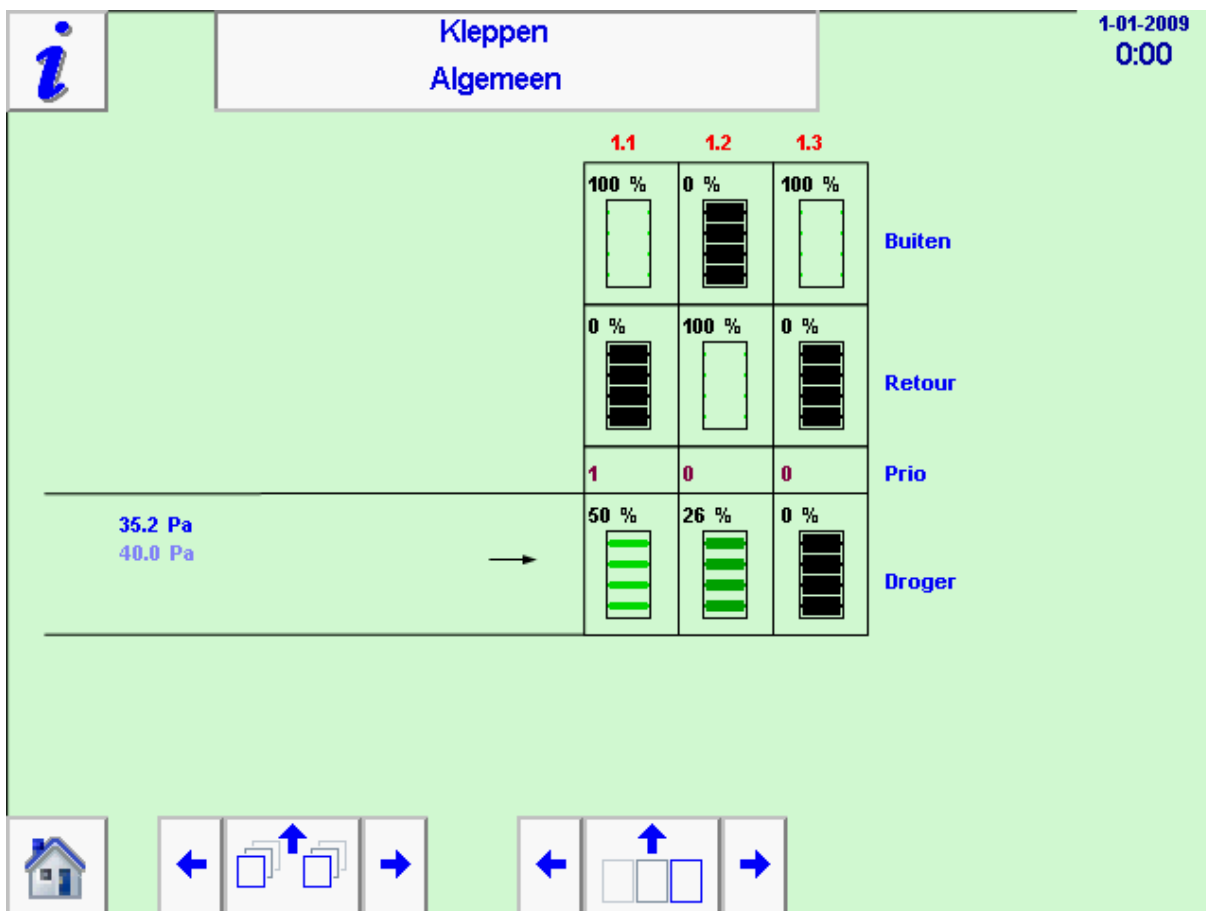 i
Kleppen
Algemeen
1-01-2009
0:00
1.1 1.2 1.3
100 % 0 % 100 %
Buiten
0 % 100 % 0 %
Retour
1 0 0 Prio
50 % 26 % 0 %
35.2 Pa
40.0 Pa
Droger